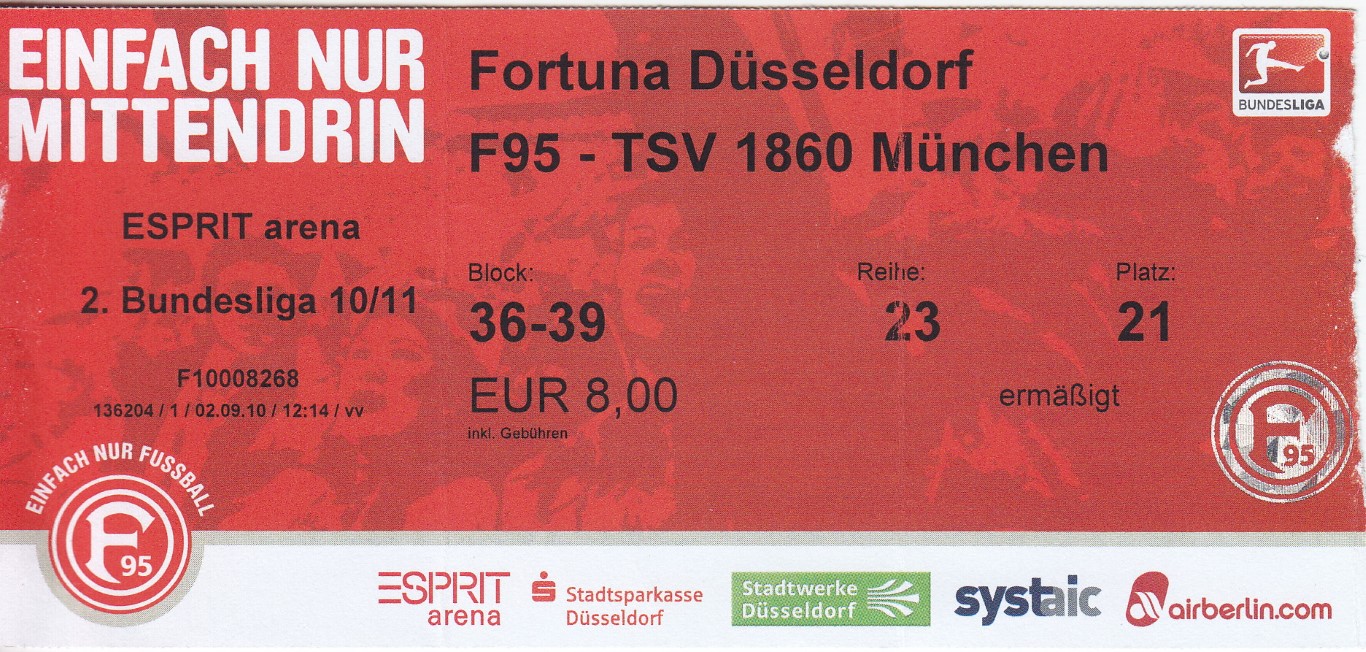 EINFACH NUR
MITTENDRIN
ESPRIT arena
2. Bundesliga 10/11
F10008268
136204 / 1 / 02.09.10 / 12:14 / vv
EINFACH NUR FUSSBALL
F 95
Fortuna Düsseldorf
F95 - TSV 1860 München
Block:
36-39
Reihe:
23
Platz:
21
EUR 8,00
ermäßigt
inkl. Gebühren
BUNDESLIGA
F 95
ESPRIT
arena
Stadtsparkasse
Düsseldorf
Stadtwerke
Düsseldorf
systaic
airberlin.com